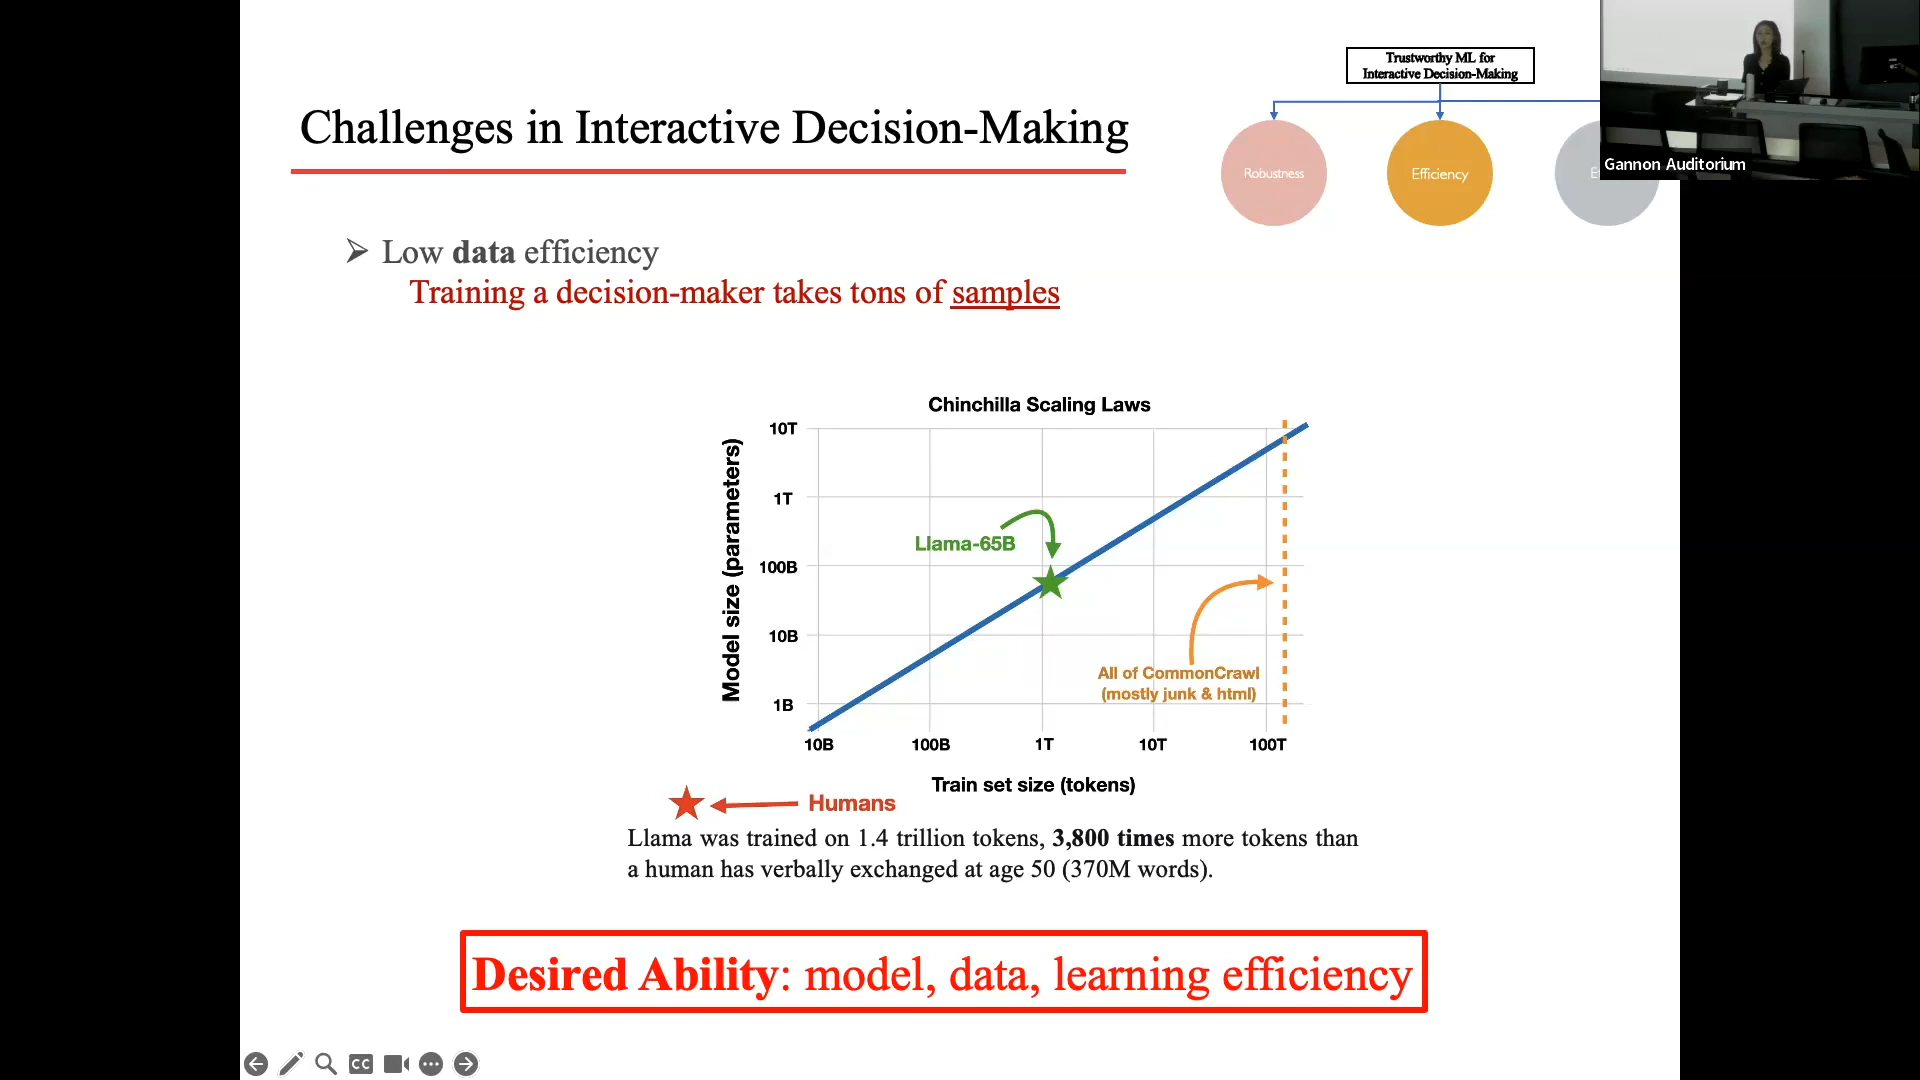 Trustworthy ML for
Interactive Decision-Making
Challenges in Interactive Decision-Making
Robustness
Efficiency
Gannon Auditorium
➢ Low data efficiency
Training a decision-maker takes tons of samples
Chinchilla Scaling Laws
Model size (parameters)
10T
1T
100B
10B
1B
Llama-65B
All of CommonCrawl
(mostly junk & html)
10B 100B 1T 10T 100T
Train set size (tokens)
Humans
Llama was trained on 1.4 trillion tokens, 3,800 times more tokens than
a human has verbally exchanged at age 50 (370M words).
Desired Ability: model, data, learning efficiency
CC